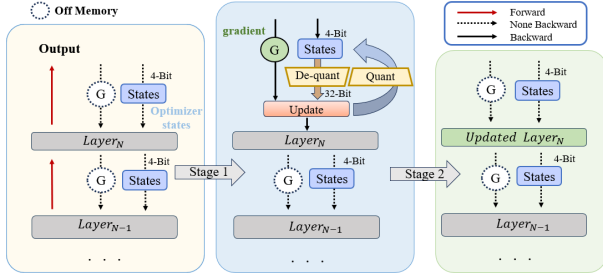 Off Memory
Output
4-Bit
G
States
Optimizer
states
Layer_N
4-Bit
G
States
Layer_{N-1}
. . .
Stage 1
gradient
4-Bit
G
States
De-quant
Quant
32-Bit
Update
Layer_N
4-Bit
G
States
Layer_{N-1}
. . .
Stage 2
Forward
None Backward
Backward
4-Bit
G
States
Updated Layer_N
4-Bit
G
States
Layer_{N-1}
. . .